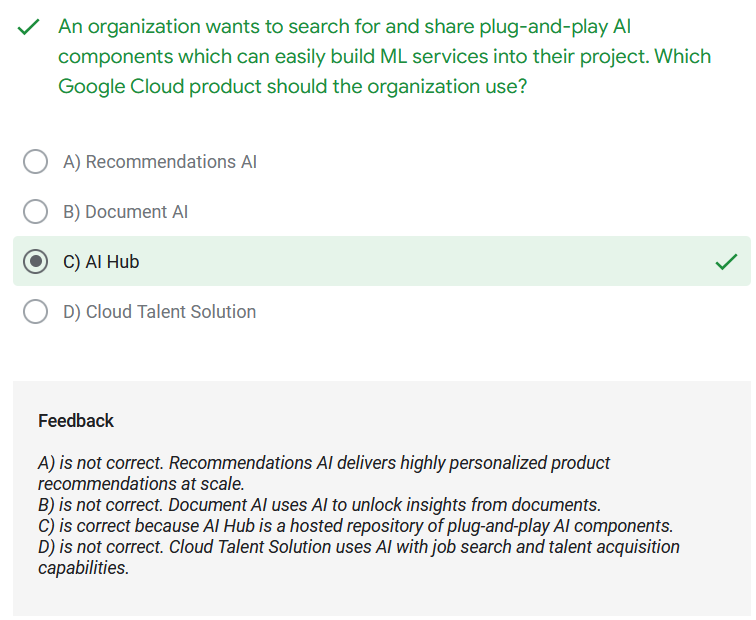 An organization wants to search for and share plug-and-play AI
components which can easily build ML services into their project. Which
Google Cloud product should the organization use?
A) Recommendations AI
B) Document AI
C) AI Hub
D) Cloud Talent Solution
Feedback
A) is not correct. Recommendations AI delivers highly personalized product
recommendations at scale.
B) is not correct. Document AI uses AI to unlock insights from documents.
C) is correct because AI Hub is a hosted repository of plug-and-play AI components.
D) is not correct. Cloud Talent Solution uses AI with job search and talent acquisition
capabilities.